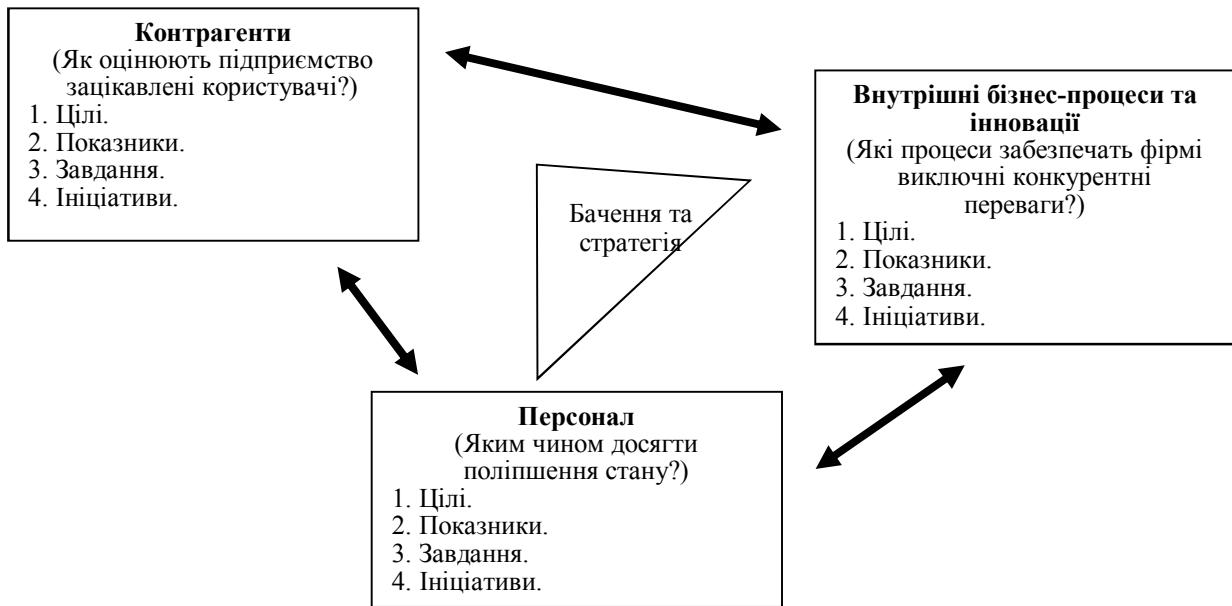 Контрагенти
(Як оцінюють підприємство
зацікавлені користувачі?)
1. Цілі.
2. Показники.
3. Завдання.
4. Ініціативи.
Внутрішні бізнес-процеси та
інновації
(Які процеси забезпечать фірмі
виключні конкурентні
переваги?)
1. Цілі.
2. Показники.
3. Завдання.
4. Ініціативи.
Бачення та
стратегія
Персонал
(Яким чином досягти
поліпшення стану?)
1. Цілі.
2. Показники.
3. Завдання.
4. Ініціативи.